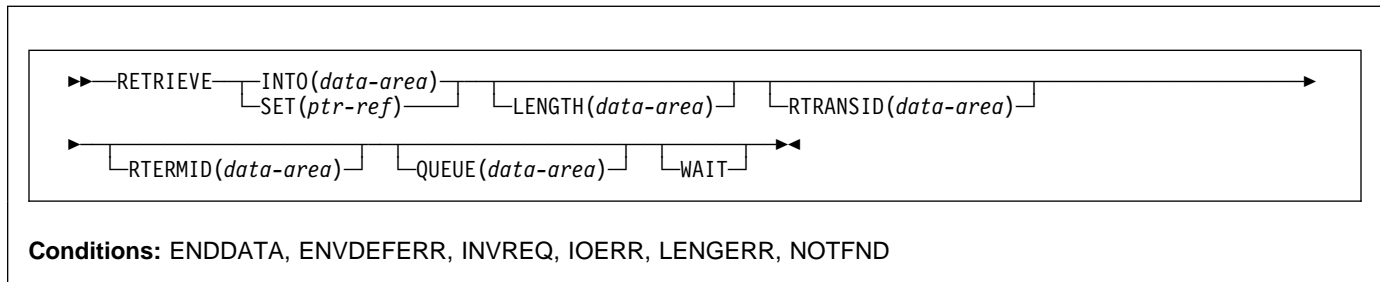 RETRIEVE INTO(data-area)
SET(ptr-ref) LENGTH(data-area) RTRANSID(data-area)
RTERMID(data-area) QUEUE(data-area) WAIT
Conditions: ENDDATA, ENVDEFERR, INVREQ, IOERR, LENGERR, NOTFND